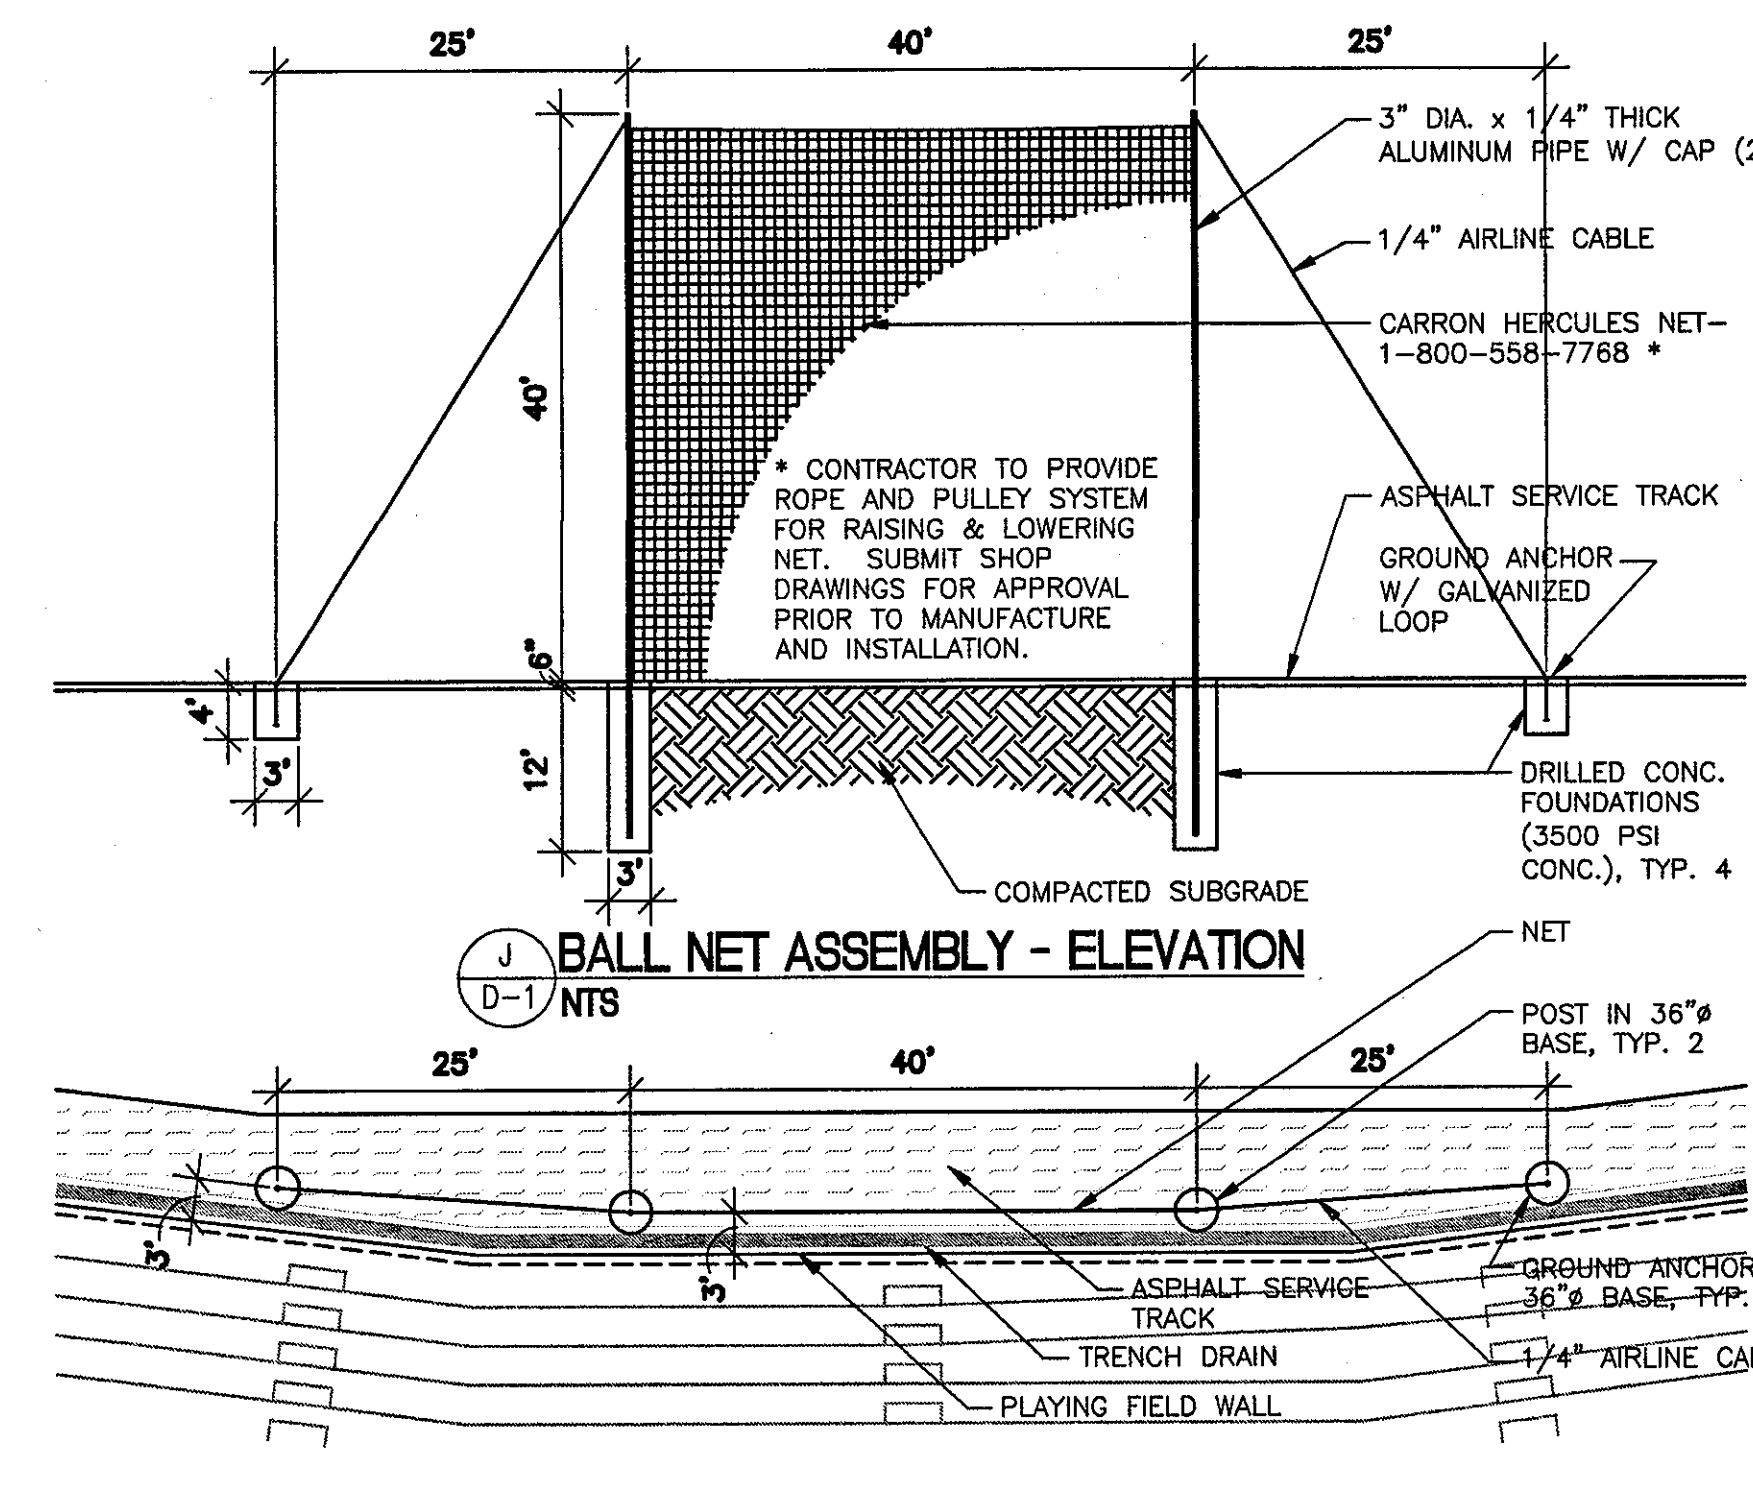 25'
40'
25'
3" DIA. x 1/4" THICK
ALUMINUM PIPE W/ CAP (2
1/4" AIRLINE CABLE
CARRON HERCULES NET-
1-800-558-7768 *
40'
* CONTRACTOR TO PROVIDE
ROPE AND PULLEY SYSTEM
FOR RAISING & LOWERING
NET. SUBMIT SHOP
DRAWINGS FOR APPROVAL
PRIOR TO MANUFACTURE
AND INSTALLATION.
ASPHALT SERVICE TRACK
GROUND ANCHOR
W/ GALVANIZED
LOOP
6"
4'
3'
12'
3'
DRILLED CONC.
FOUNDATIONS
(3500 PSI
CONC.), TYP. 4
COMPACTED SUBGRADE
J
D-1
BALL NET ASSEMBLY - ELEVATION
NTS
NET
POST IN 36"ø
BASE, TYP. 2
25'
40'
25'
3'
3'
GROUND ANCHOR
36"ø BASE, TYP.
ASPHALT SERVICE
TRACK
TRENCH DRAIN
1/4" AIRLINE CA
PLAYING FIELD WALL